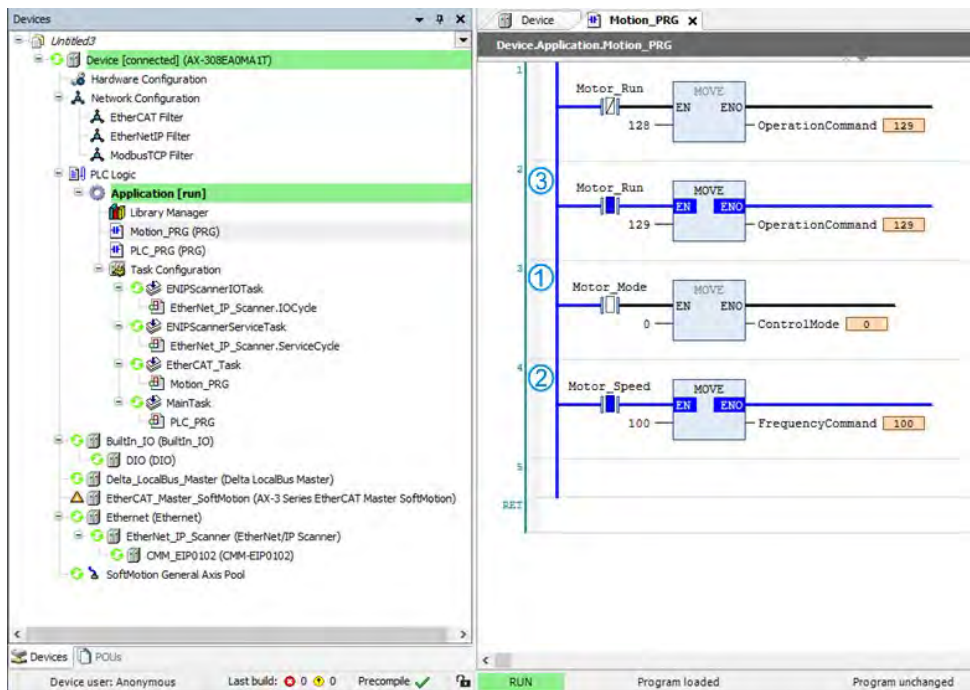 Devices
Untitled3
Device [connected] (AX-308EA0MA1T)
Hardware Configuration
Network Configuration
EtherCAT Filter
EtherNetIP Filter
ModbusTCP Filter
PLC Logic
Application [run]
Library Manager
Motion_PRG (PRG)
PLC_PRG (PRG)
Task Configuration
ENIPScannerIOTask
EtherNet_IP_Scanner.IOCycle
ENIPScannerServiceTask
EtherNet_IP_Scanner.ServiceCycle
EtherCAT_Task
Motion_PRG
MainTask
PLC_PRG
BuiltIn_IO (BuiltIn_IO)
DIO (DIO)
Delta_LocalBus_Master (Delta LocalBus Master)
EtherCAT_Master_SoftMotion (AX-3 Series EtherCAT Master SoftMotion)
Ethernet (Ethernet)
EtherNet_IP_Scanner (EtherNet/IP Scanner)
CMM_EIP0102 (CMM-EIP0102)
SoftMotion General Axis Pool
Devices POUs
Device Motion_PRG
Device.Application.Motion_PRG
1
Motor_Run MOVE
EN ENO
128 OperationCommand 129
2
③
Motor_Run MOVE
EN ENO
129 OperationCommand 129
3
①
Motor_Mode MOVE
EN ENO
0 ControlMode 0
4
②
Motor_Speed MOVE
EN ENO
100 FrequencyCommand 100
5
RET
Device user: Anonymous Last build: 0 0 Precompile RUN Program loaded Program unchanged